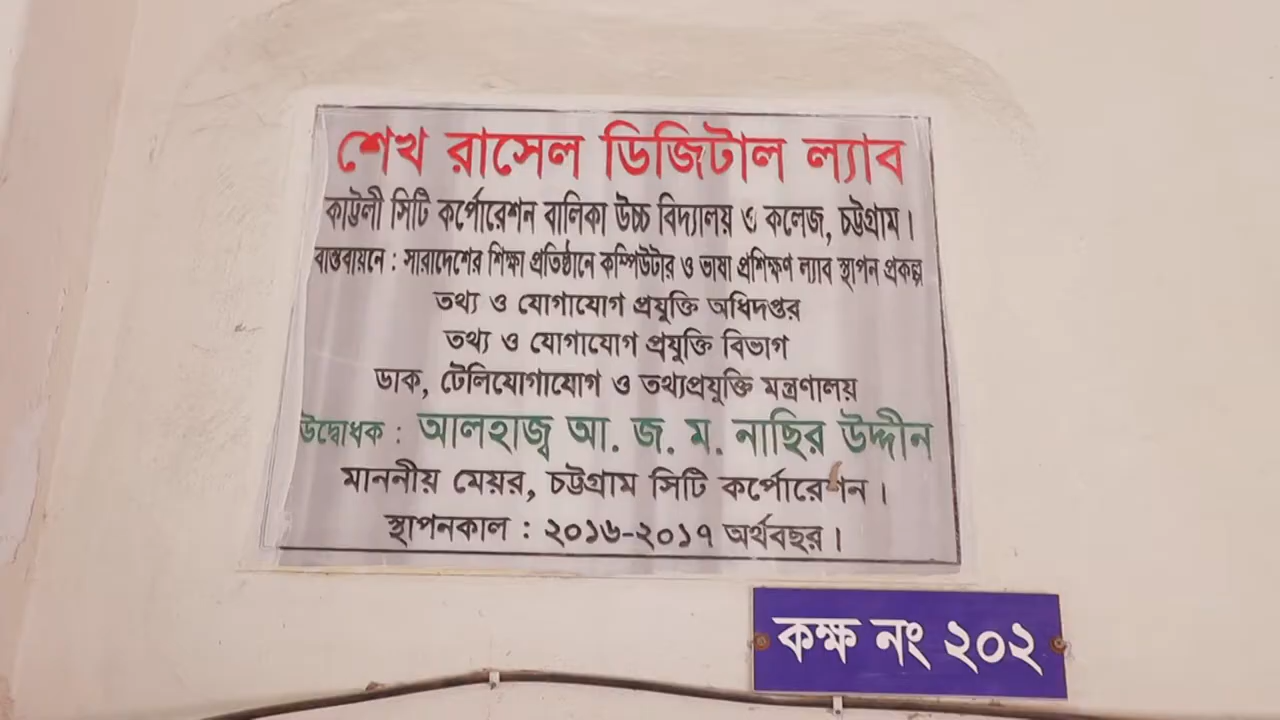 শেখ রাসেল ডিজিটাল ল্যাব
কাট্টলী সিটি কর্পোরেশন বালিকা উচ্চ বিদ্যালয় ও কলেজ, চট্টগ্রাম।
বাস্তবায়নে : সারাদেশের শিক্ষা প্রতিষ্ঠানে কম্পিউটার ও ভাষা প্রশিক্ষণ ল্যাব স্থাপন প্রকল্প
তথ্য ও যোগাযোগ প্রযুক্তি অধিদপ্তর
তথ্য ও যোগাযোগ প্রযুক্তি বিভাগ
ডাক, টেলিযোগাযোগ ও তথ্যপ্রযুক্তি মন্ত্রণালয়
উদ্বোধক : আলহাজ্ব আ. জ. ম. নাছির উদ্দীন
মাননীয় মেয়র, চট্টগ্রাম সিটি কর্পোরেশন।
স্থাপনকাল : ২০১৬-২০১৭ অর্থবছর।
কক্ষ নং ২০২